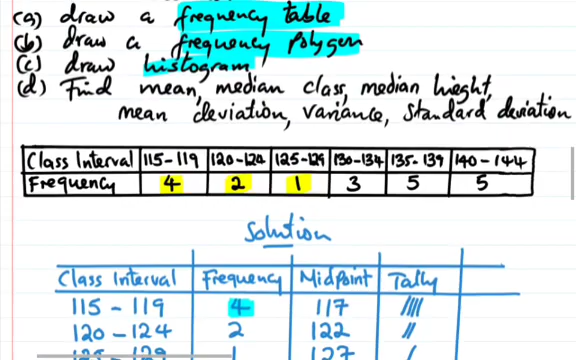 (a) draw a frequency table
(b) draw a frequency polygon
(c) draw histogram
(d) Find mean, median class, median hieght,
mean deviation, variance, standard deviation
Class Interval 115-119 120-124 125-129 130-134 135-139 140-144
Frequency 4 2 1 3 5 5
Solution
Class Interval Frequency Midpoint Tally
115-119 4 117 ////
120-124 2 122 //
125-129 1 127 /